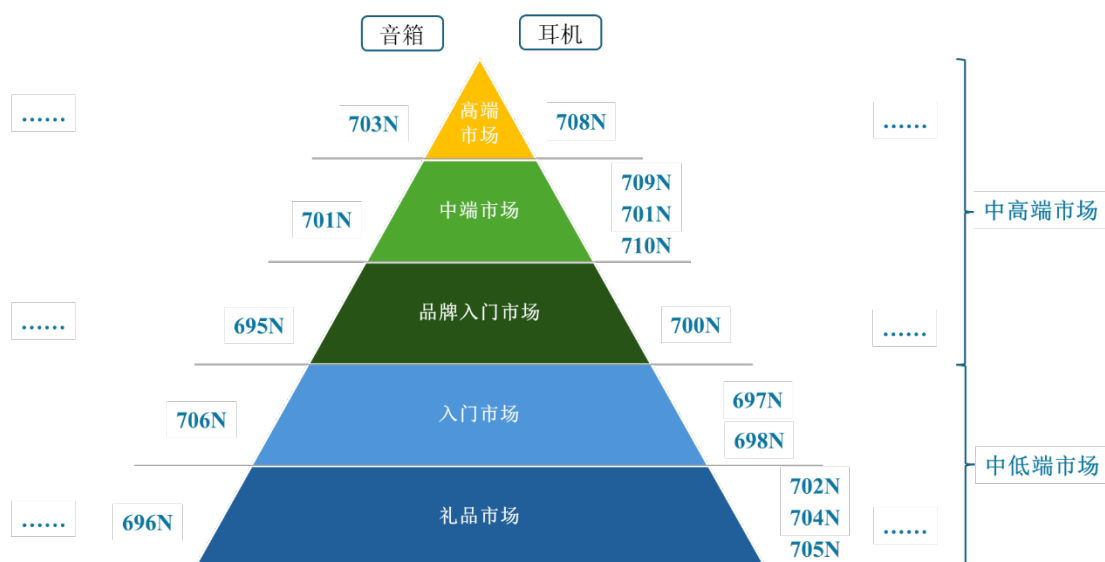 音箱
耳机
……
703N
高端
市场
708N
……
701N
中端市场
709N
701N
710N
中高端市场
……
695N
品牌入门市场
700N
……
706N
入门市场
697N
698N
中低端市场
……
696N
礼品市场
702N
704N
705N
……